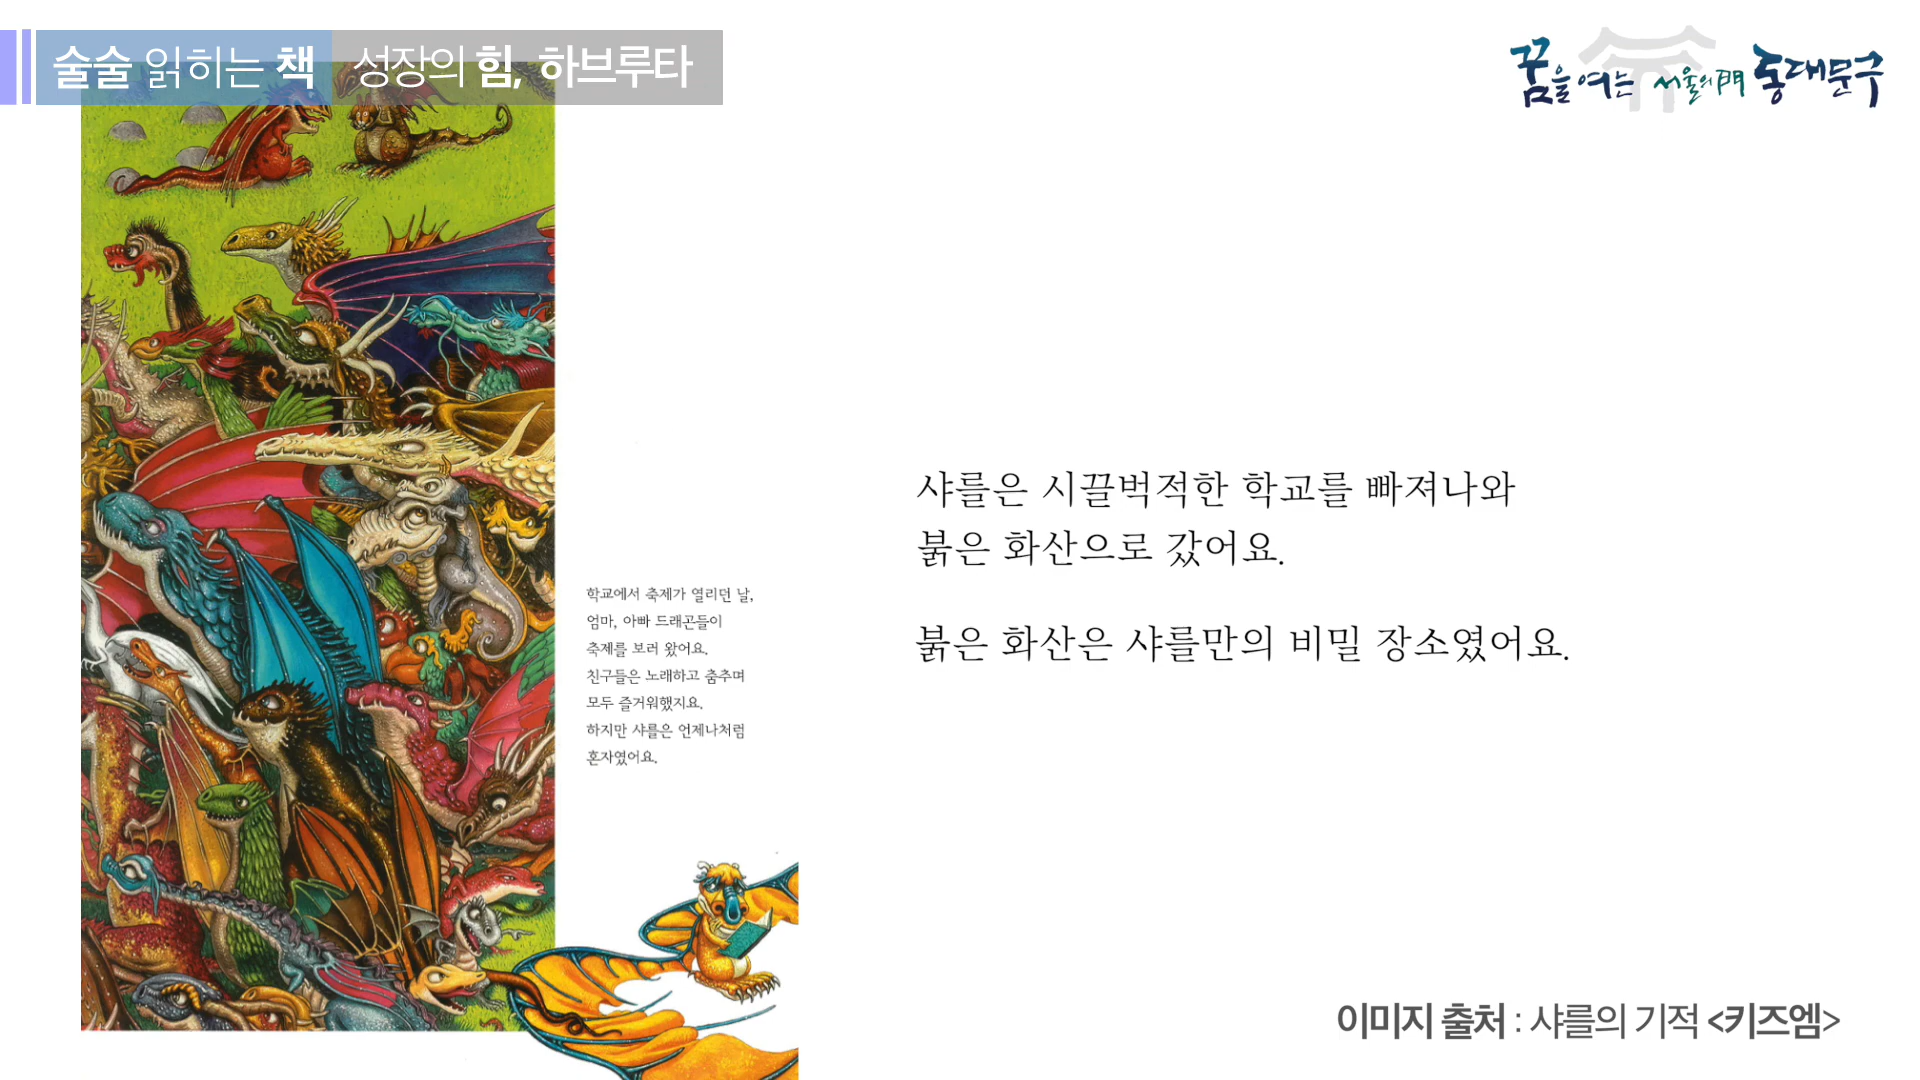 술술 읽히는 책 성장의 힘, 하브루타
꿈을 여는 서울의 門 동대문구
학교에서 축제가 열리던 날,
엄마, 아빠 드래곤들이
축제를 보러 왔어요.
친구들은 노래하고 춤추며
모두 즐거워했지요.
하지만 샤를은 언제나처럼
혼자였어요.
샤를은 시끌벅적한 학교를 빠져나와
붉은 화산으로 갔어요.
붉은 화산은 샤를만의 비밀 장소였어요.
이미지 출처 : 샤를의 기적 <키즈엠>